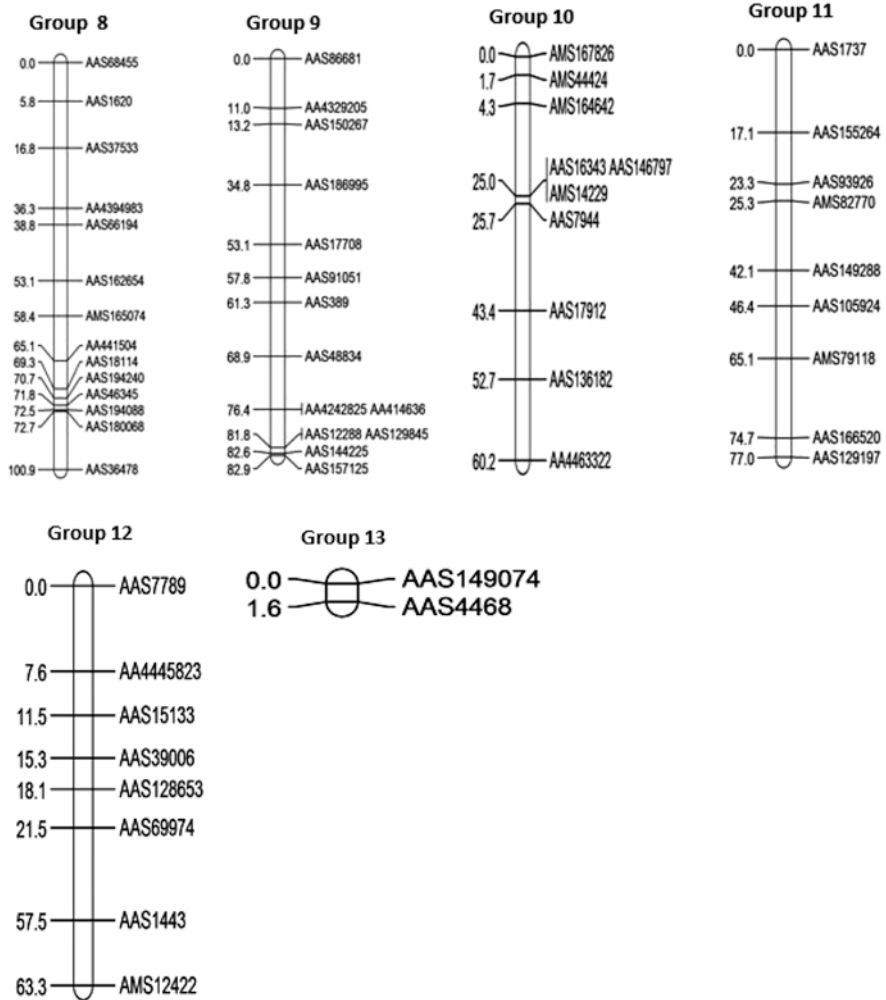 Group 8
0.0 AAS68455
5.8 AAS1620
16.8 AAS37533
36.3 AA4394983
38.8 AAS66194
53.1 AAS162654
58.4 AMS165074
65.1 AA441504
69.3 AAS18114
70.7 AAS194240
71.8 AAS46345
72.5 AAS194088
72.7 AAS180068
100.9 AAS36478
Group 9
0.0 AAS86681
11.0 AA4329205
13.2 AAS150267
34.8 AAS186995
53.1 AAS17708
57.8 AAS91051
61.3 AAS389
68.9 AAS48834
76.4 AA4242825 AA414636
81.8 AAS12288 AAS129845
82.6 AAS144225
82.9 AAS157125
Group 10
0.0 AMS167826
1.7 AMS44424
4.3 AMS164642
AAS16343 AAS146797
25.0 AMS14229
25.7 AAS7944
43.4 AAS17912
52.7 AAS136182
60.2 AA4463322
Group 11
0.0 AAS1737
17.1 AAS155264
23.3 AAS93926
25.3 AMS82770
42.1 AAS149288
46.4 AAS105924
65.1 AMS79118
74.7 AAS166520
77.0 AAS129197
Group 12
0.0 AAS7789
7.6 AA4445823
11.5 AAS15133
15.3 AAS39006
18.1 AAS128653
21.5 AAS69974
57.5 AAS1443
63.3 AMS12422
Group 13
0.0 AAS149074
1.6 AAS4468